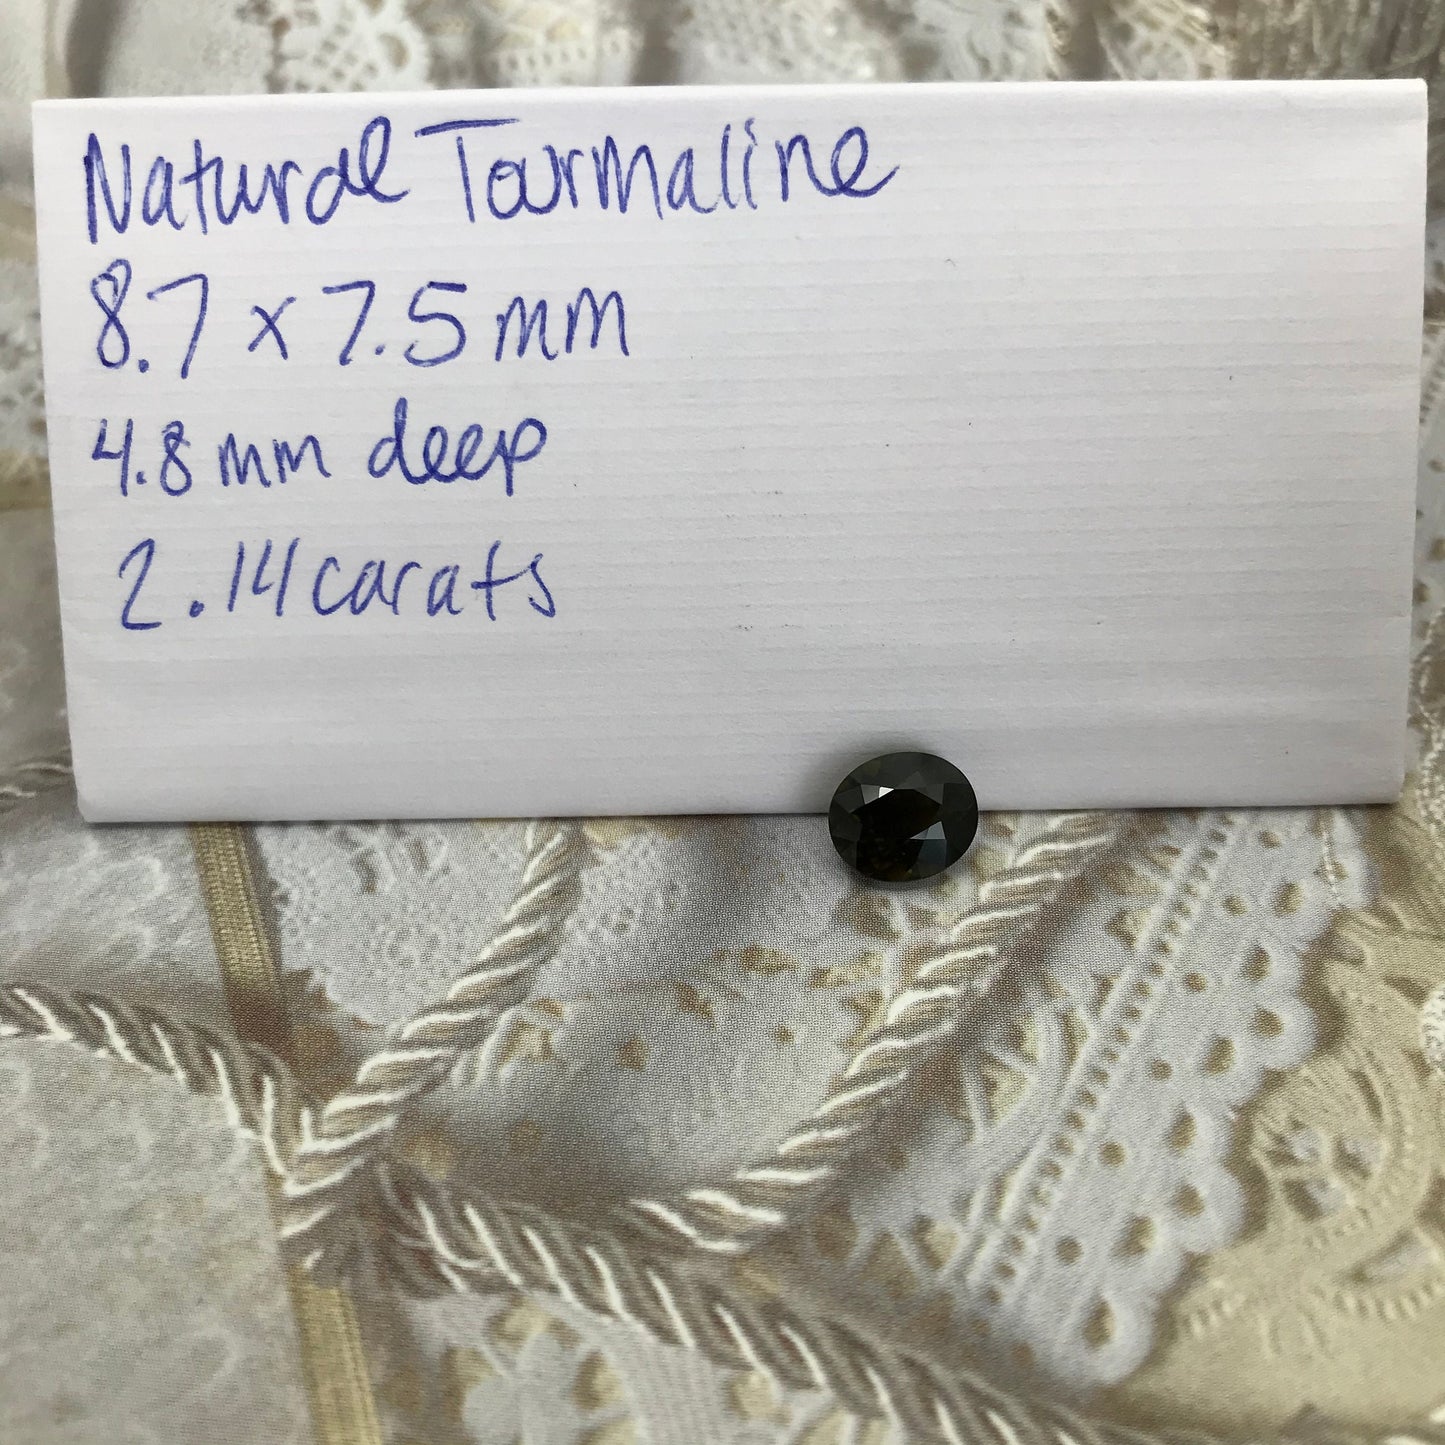 Natural Tourmaline
8.7 x 7.5 mm
4.8 mm deep
2.14 carats